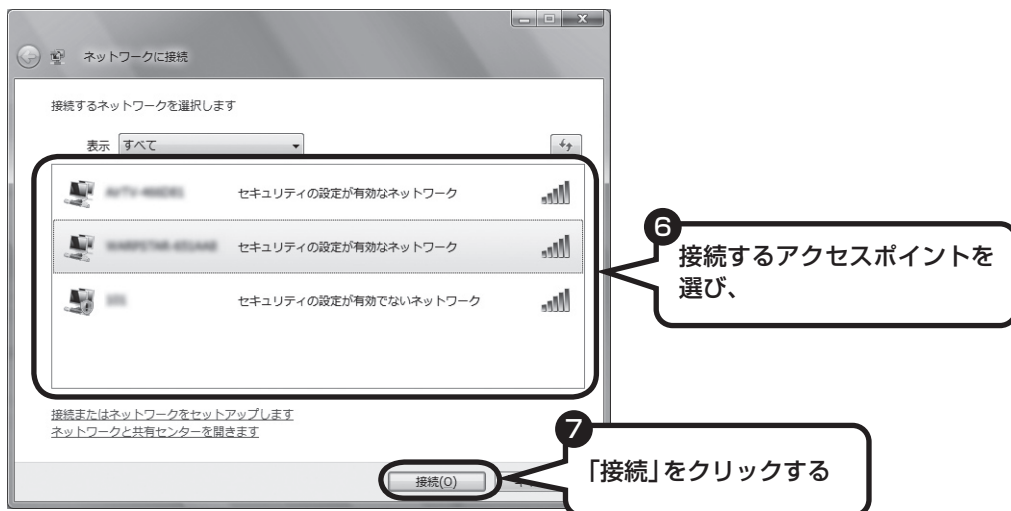 ネットワークに接続
接続するネットワークを選択します
表示 すべて
セキュリティの設定が有効なネットワーク
セキュリティの設定が有効なネットワーク
セキュリティの設定が有効でないネットワーク
❻
接続するアクセスポイントを
選び、
接続またはネットワークをセットアップします
ネットワークと共有センターを開きます
❼
「接続」をクリックする
接続(O)